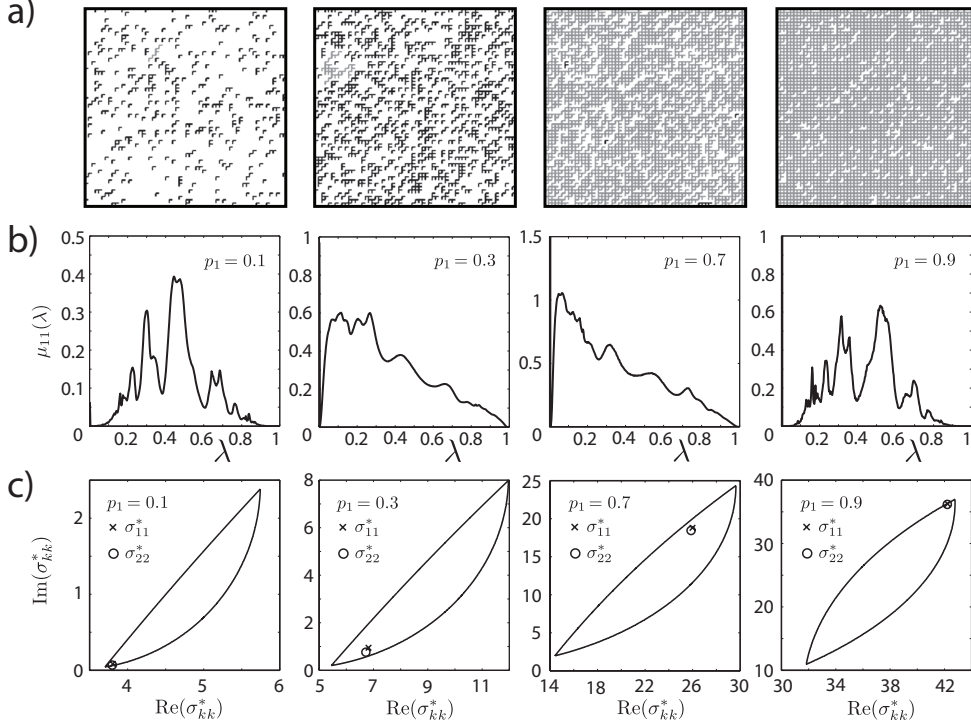 a)
b)
0.5
0.4
0.3
0.2
0.1
0
0.2 0.4 0.6 0.8 1
μ₁₁(λ)
λ
p₁ = 0.1
1
0.8
0.6
0.4
0.2
0
0.2 0.4 0.6 0.8 1
λ
p₁ = 0.3
1.5
1
0.5
0
0.2 0.4 0.6 0.8 1
λ
p₁ = 0.7
1
0.8
0.6
0.4
0.2
0
0.2 0.4 0.6 0.8 1
λ
p₁ = 0.9
c)
2
1
0
4 5 6
Im(σ*ₖₖ)
Re(σ*ₖₖ)
p₁ = 0.1
× σ*₁₁
○ σ*₂₂
8
6
4
2
0
5 7 9 11
Re(σ*ₖₖ)
p₁ = 0.3
× σ*₁₁
○ σ*₂₂
25
20
15
10
5
0
14 18 22 26 30
Re(σ*ₖₖ)
p₁ = 0.7
× σ*₁₁
○ σ*₂₂
40
35
30
25
20
15
10
30 34 38 42
Re(σ*ₖₖ)
p₁ = 0.9
× σ*₁₁
○ σ*₂₂